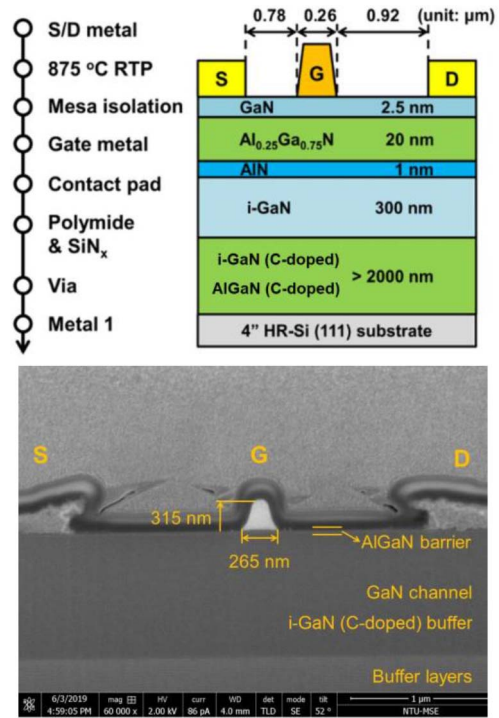 S/D metal
875 °C RTP
Mesa isolation
Gate metal
Contact pad
Polymide
& SiNx
Via
Metal 1
0.78 0.26 0.92 (unit: μm)
S G D
GaN 2.5 nm
Al0.25Ga0.75N 20 nm
AlN 1 nm
i-GaN 300 nm
i-GaN (C-doped)
AlGaN (C-doped)
> 2000 nm
4” HR-Si (111) substrate
S G D
315 nm
265 nm
AlGaN barrier
GaN channel
i-GaN (C-doped) buffer
Buffer layers
6/3/2019 mag HV curr WD det mode tilt 1 μm
4:59:05 PM 60 000 x 2 kV 86 pA 4.0 mm TLD SE 52 ° NTU-MSE